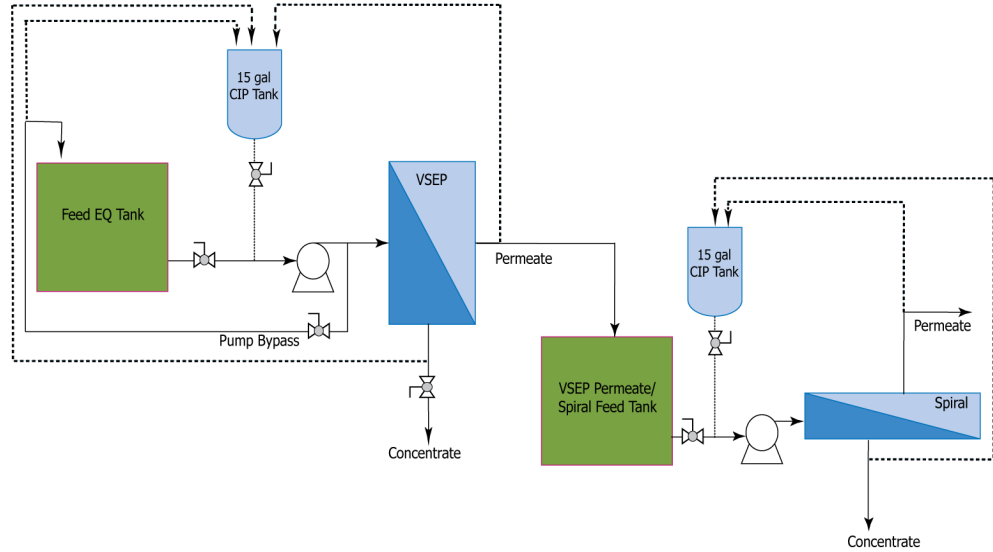 15 gal
CIP Tank
Feed EQ Tank
VSEP
Permeate
Pump Bypass
Concentrate
15 gal
CIP Tank
VSEP Permeate/
Spiral Feed Tank
Permeate
Spiral
Concentrate